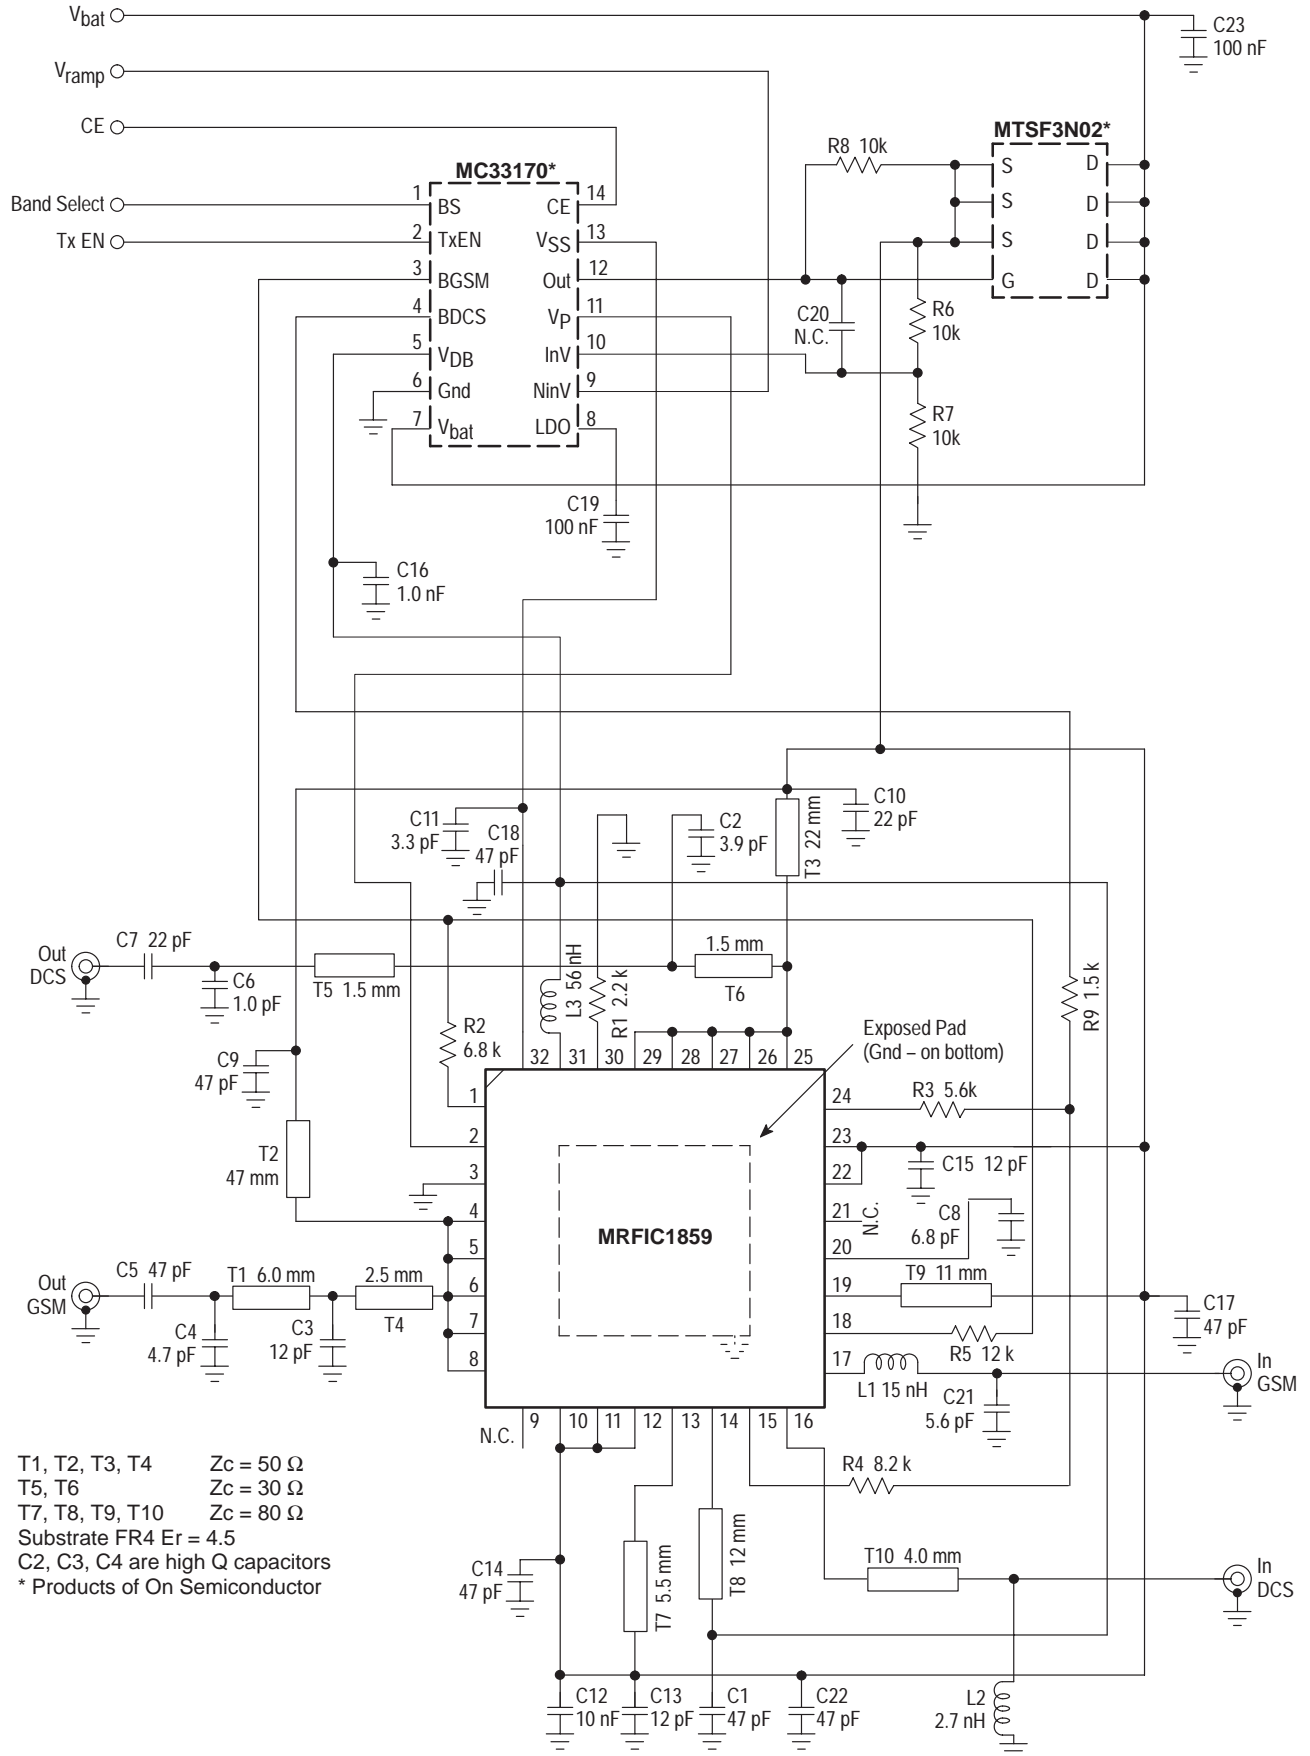 Vbat
C23
100 nF
Vramp
CE
MTSF3N02*
R8 10k
S D
S D
S D
G D
MC33170*
Band Select
Tx EN
1 BS CE 14
2 TxEN VSS 13
3 BGSM Out 12
4 BDCS VP 11
5 VDB InV 10
6 Gnd NinV 9
7 Vbat LDO 8
C20
N.C.
R6
10k
R7
10k
C19
100 nF
C16
1.0 nF
C11
3.3 pF
C18
47 pF
C2
3.9 pF
T3 22 mm
C10
22 pF
Out
DCS
C7 22 pF
C6
1.0 pF
T5 1.5 mm
L3 56 nH
R1 2.2 k
1.5 mm
T6
R9 1.5 k
C9
47 pF
R2
6.8 k
Exposed Pad
(Gnd – on bottom)
32 31 30 29 28 27 26 25
1
2
3
4
5
6
7
8
24
23
22
21
20
19
18
17
R3 5.6k
C15 12 pF
N.C.
C8
6.8 pF
T9 11 mm
C17
47 pF
R5 12 k
L1 15 nH
C21
5.6 pF
In
GSM
T2
47 mm
MRFIC1859
Out
GSM
C5 47 pF
C4
4.7 pF
T1 6.0 mm
C3
12 pF
2.5 mm
T4
N.C.
9 10 11 12 13 14 15 16
R4 8.2 k
T1, T2, T3, T4 Zc = 50 Ω
T5, T6 Zc = 30 Ω
T7, T8, T9, T10 Zc = 80 Ω
Substrate FR4 Er = 4.5
C2, C3, C4 are high Q capacitors
* Products of On Semiconductor
C14
47 pF
T7 5.5 mm
T8 12 mm
T10 4.0 mm
In
DCS
C12
10 nF
C13
12 pF
C1
47 pF
C22
47 pF
L2
2.7 nH